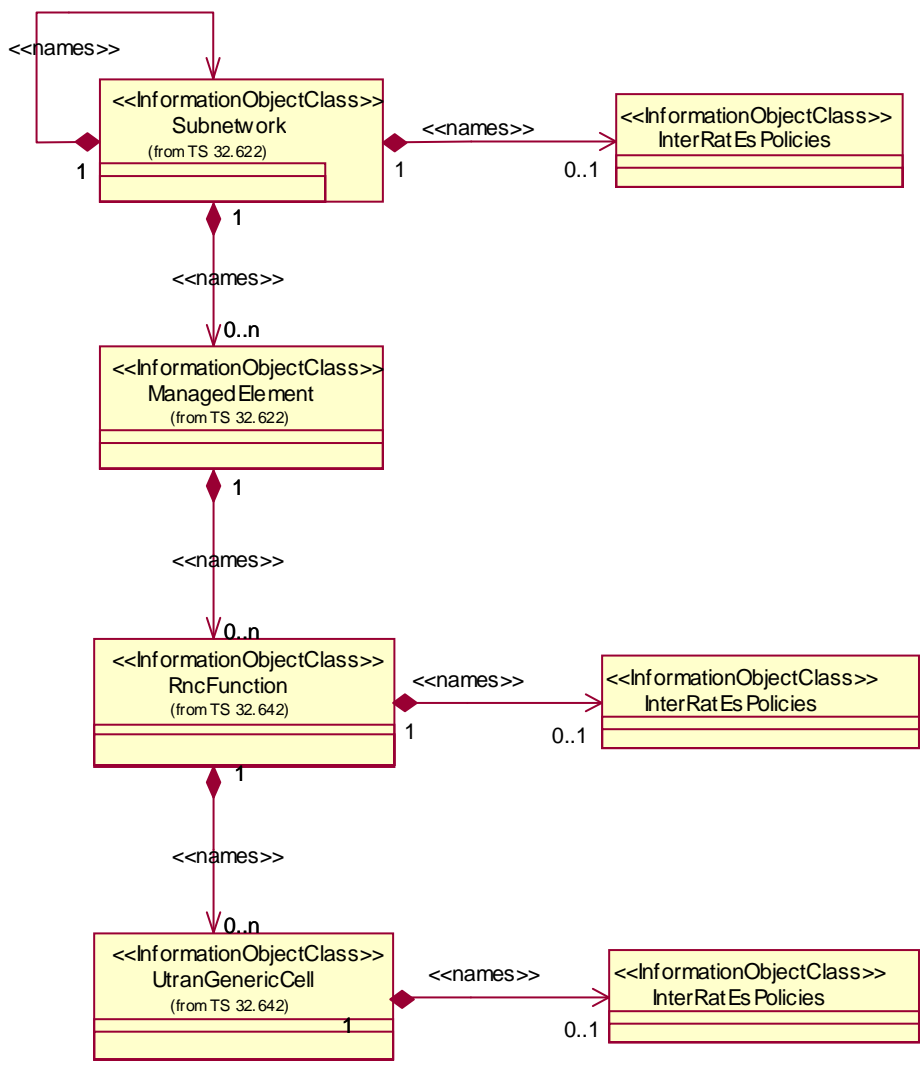 <<names>>
<<InformationObjectClass>>
Subnetwork
(from TS 32.622)
1
1
<<names>>
0..1
<<InformationObjectClass>>
InterRatEsPolicies
1
<<names>>
0..n
<<InformationObjectClass>>
ManagedElement
(from TS 32.622)
1
<<names>>
0..n
<<InformationObjectClass>>
RncFunction
(from TS 32.642)
<<names>>
1
0..1
<<InformationObjectClass>>
InterRatEsPolicies
1
<<names>>
0..n
<<InformationObjectClass>>
UtranGenericCell
(from TS 32.642)
1
<<names>>
0..1
<<InformationObjectClass>>
InterRatEsPolicies